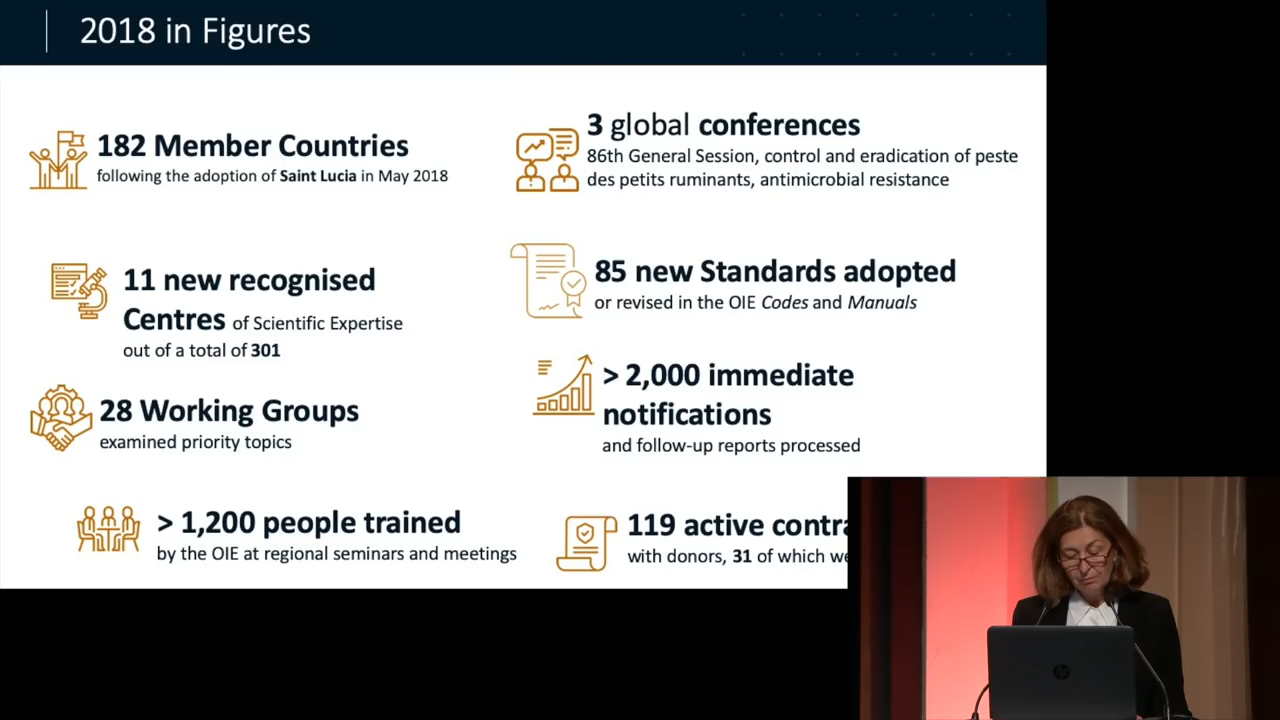 2018 in Figures
182 Member Countries
following the adoption of Saint Lucia in May 2018
3 global conferences
86th General Session, control and eradication of peste
des petits ruminants, antimicrobial resistance
11 new recognised
Centres of Scientific Expertise
out of a total of 301
85 new Standards adopted
or revised in the OIE Codes and Manuals
28 Working Groups
examined priority topics
> 2,000 immediate
notifications
and follow-up reports processed
> 1,200 people trained
by the OIE at regional seminars and meetings
119 active contra
with donors, 31 of which we
hp